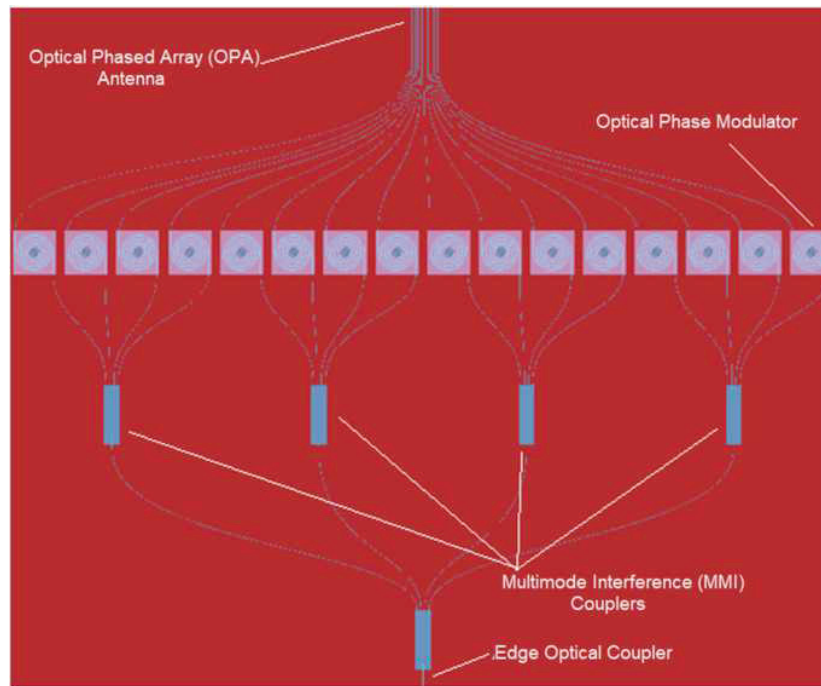 Optical Phased Array (OPA)
Antenna
Optical Phase Modulator
Multimode Interference (MMI)
Couplers
Edge Optical Coupler